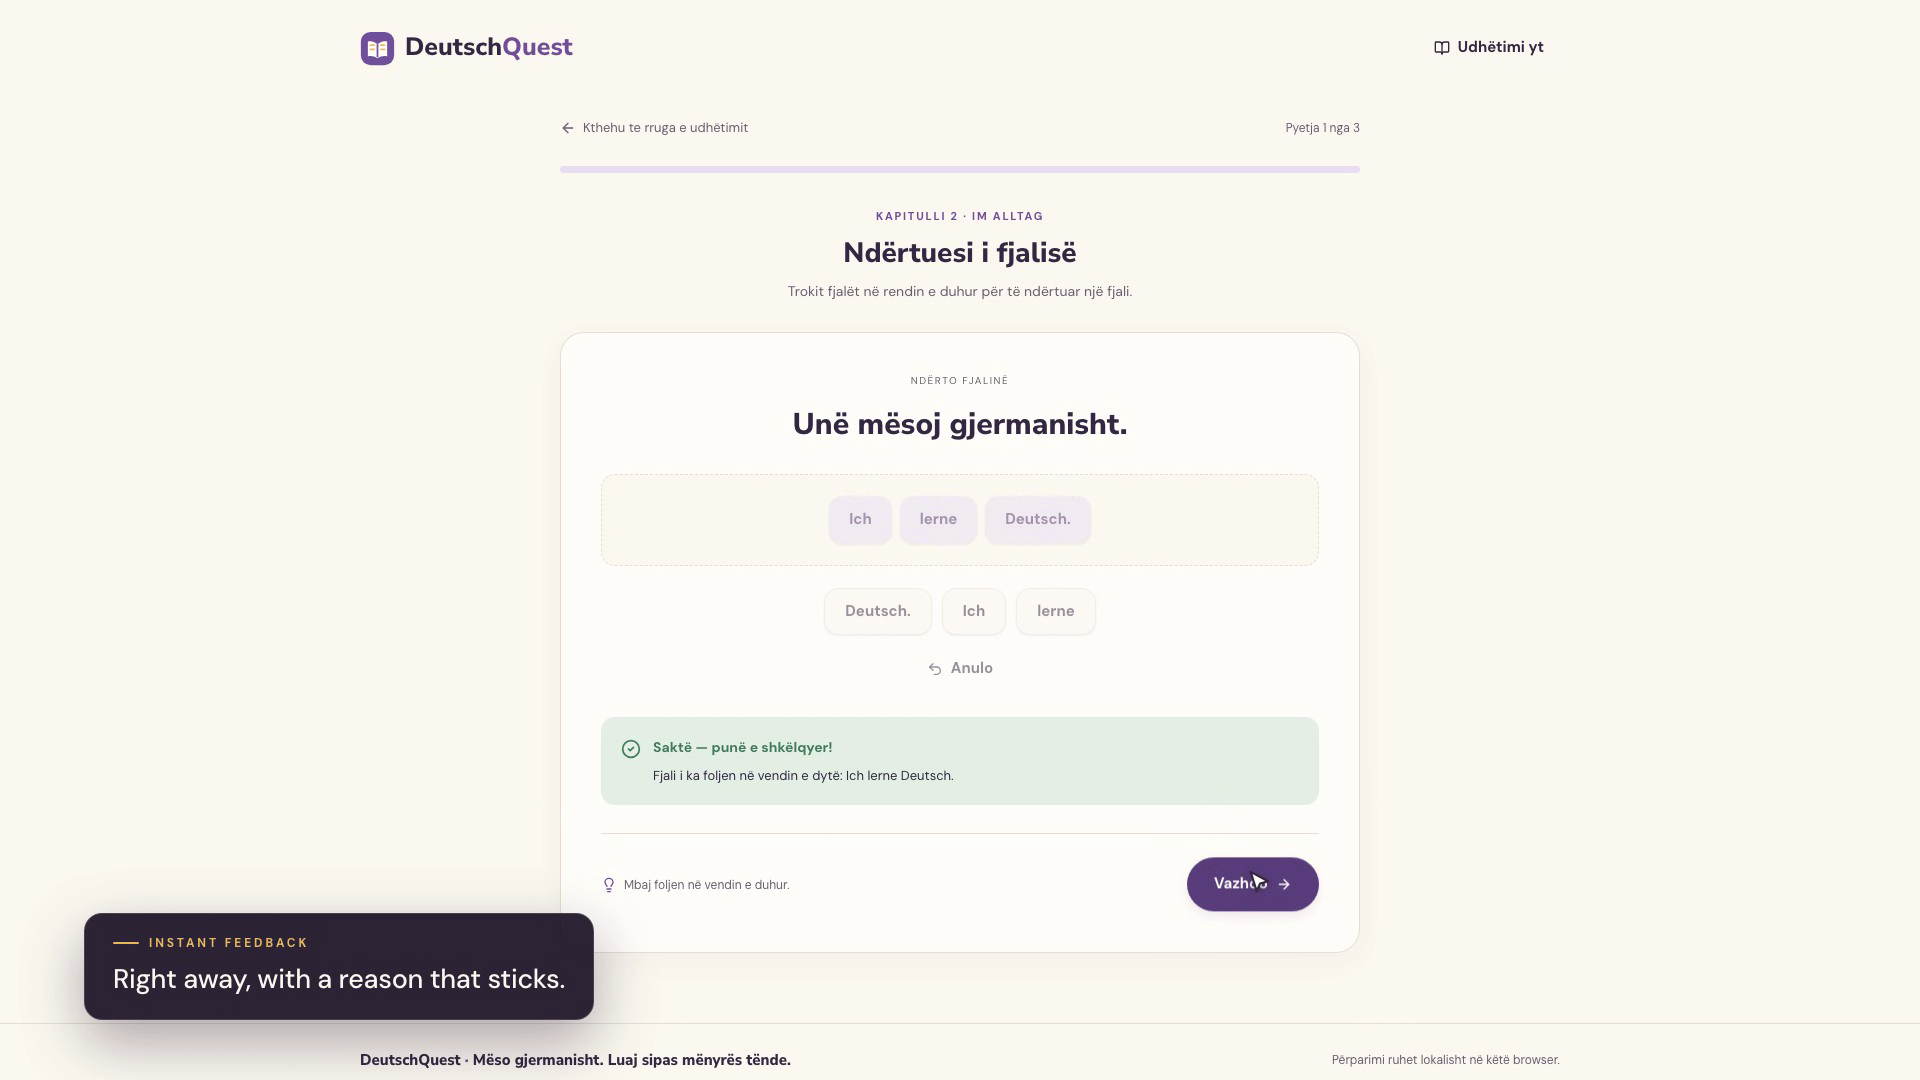 DeutschQuest
Udhëtimi yt
Kthehu te rruga e udhëtimit
Pyetja 1 nga 3
KAPITULLI 2 · IM ALLTAG
Ndërtuesi i fjalisë
Trokit fjalët në rendin e duhur për të ndërtuar një fjali.
NDËRTO FJALINË
Unë mësoj gjermanisht.
Ich lerne Deutsch.
Deutsch. Ich lerne
Anulo
Saktë — punë e shkëlqyer!
Fjali i ka foljen në vendin e dytë: Ich lerne Deutsch.
Mbaj foljen në vendin e duhur.
INSTANT FEEDBACK
Right away, with a reason that sticks.
DeutschQuest · Mëso gjermanisht. Luaj sipas mënyrës tënde.
Përparimi ruhet lokalisht në këtë browser.